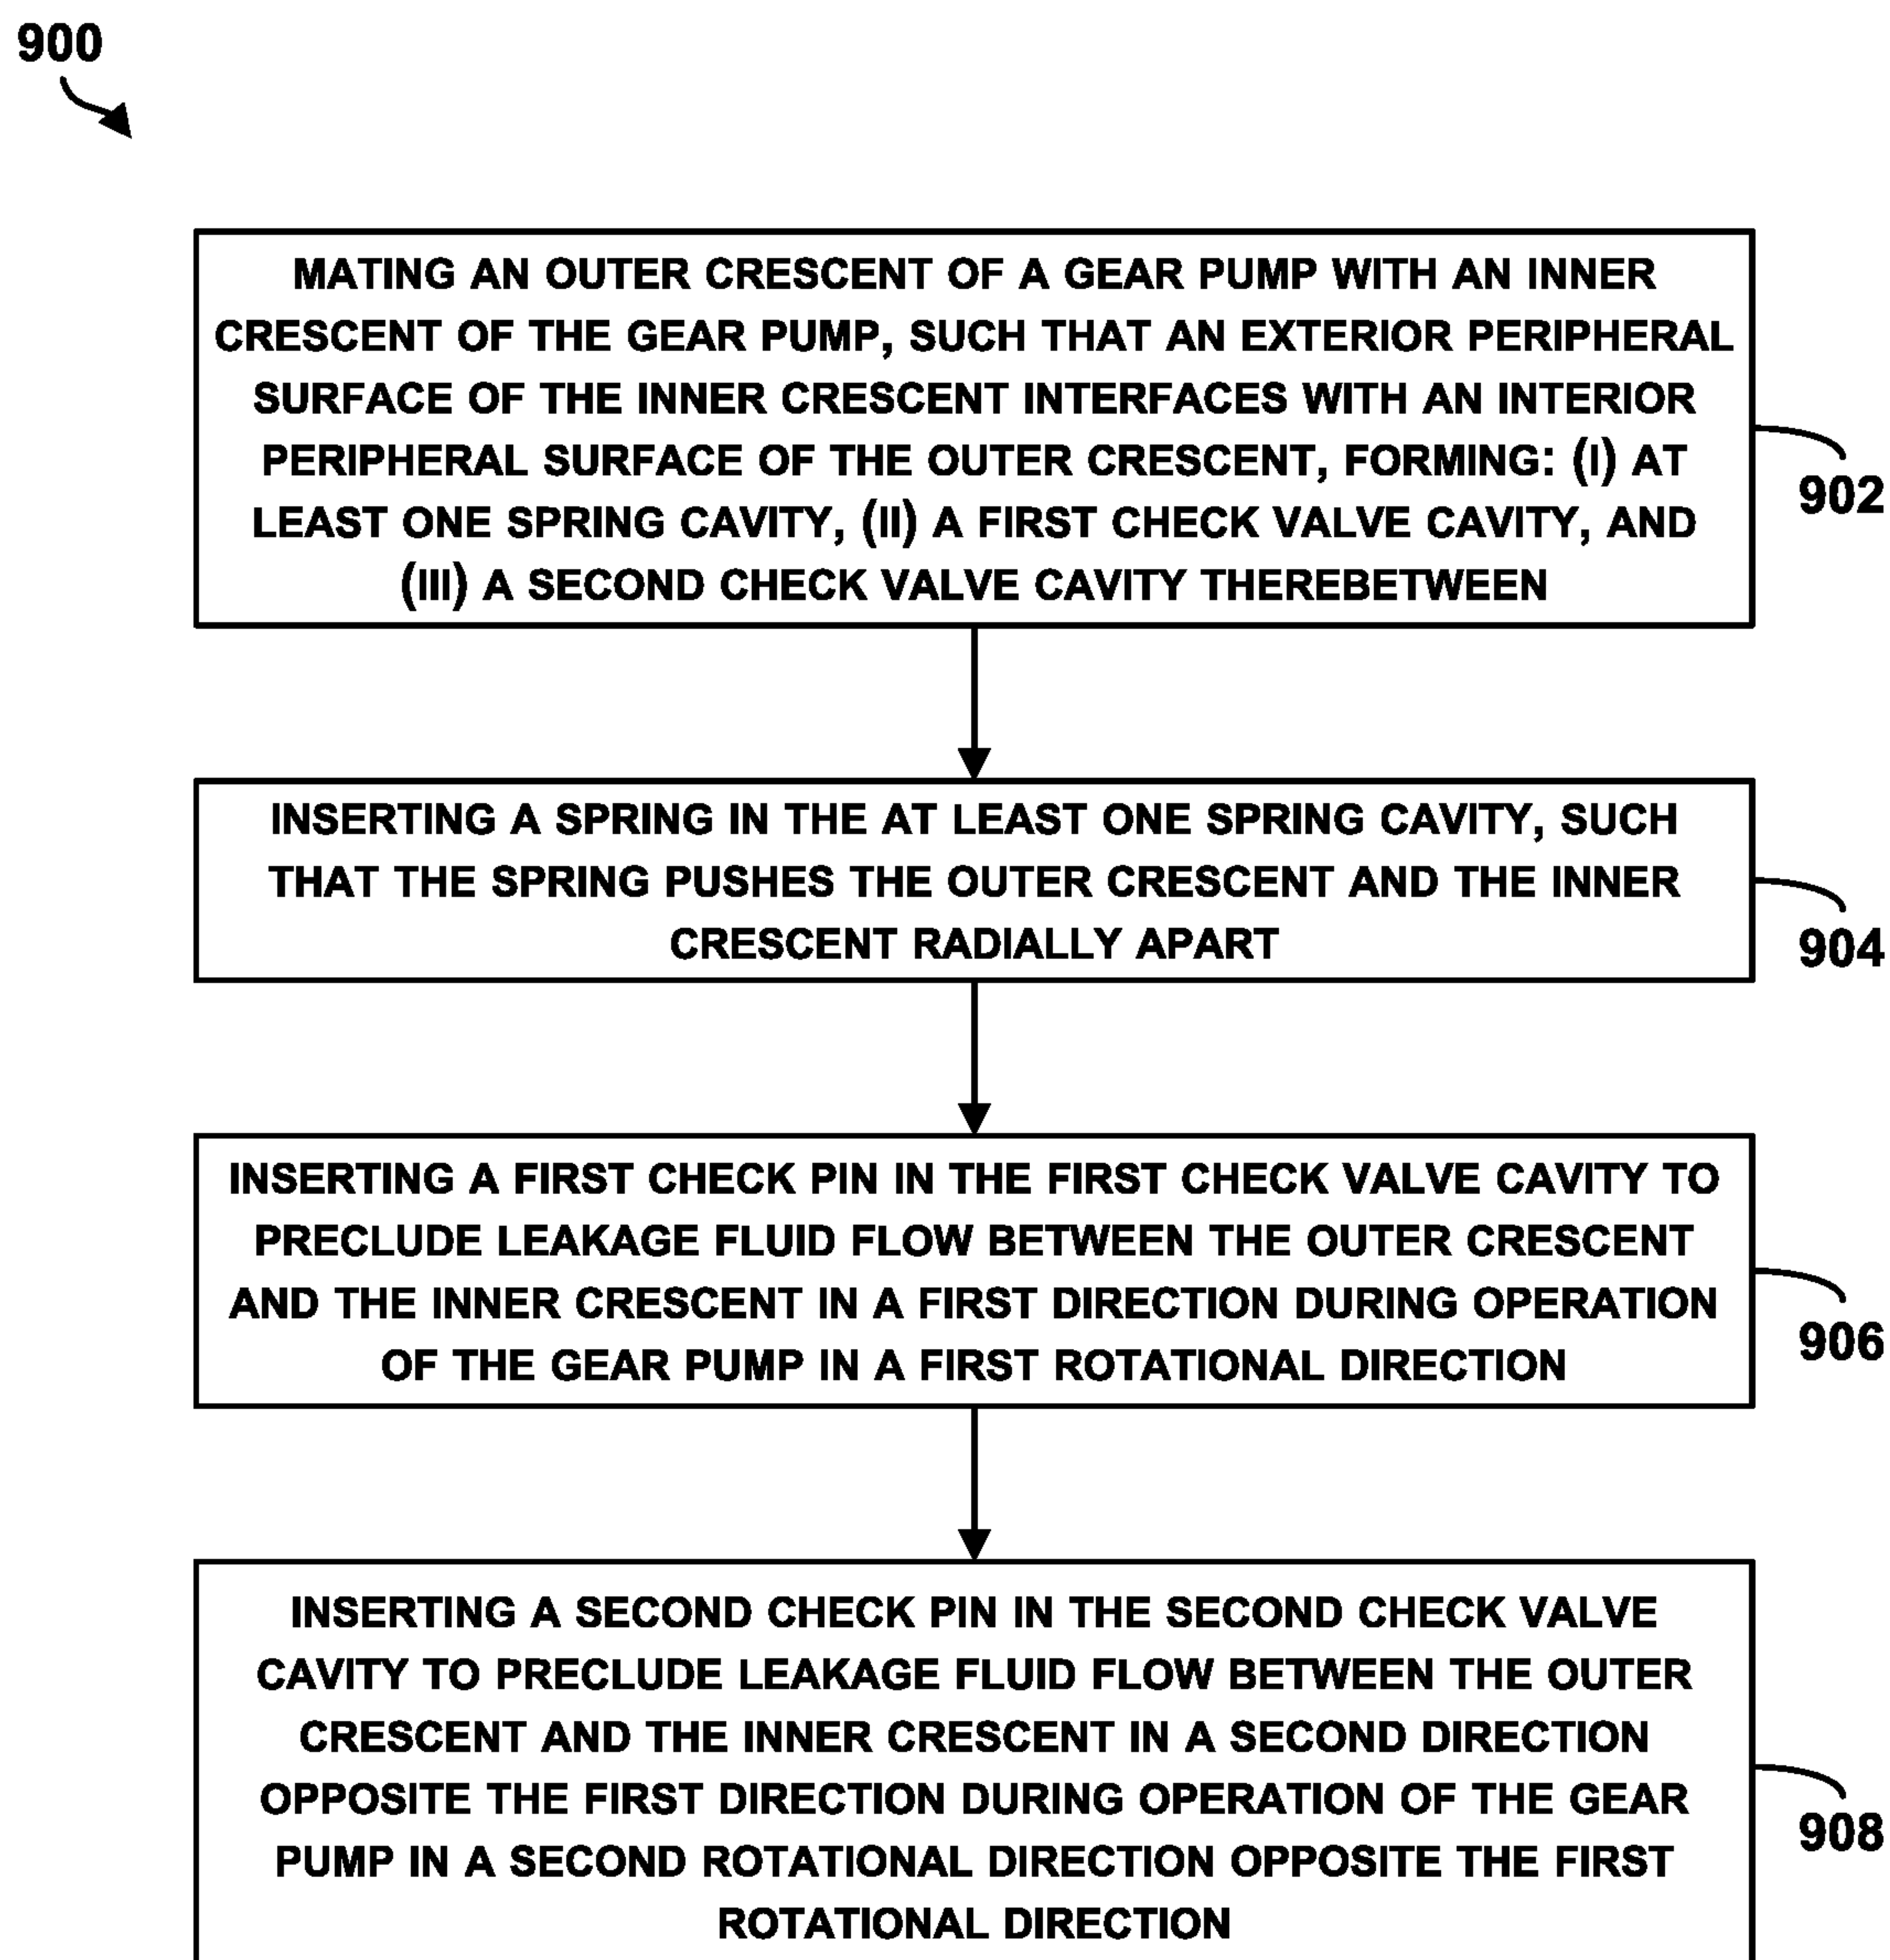 900
MATING AN OUTER CRESCENT OF A GEAR PUMP WITH AN INNER
CRESCENT OF THE GEAR PUMP, SUCH THAT AN EXTERIOR PERIPHERAL
SURFACE OF THE INNER CRESCENT INTERFACES WITH AN INTERIOR
PERIPHERAL SURFACE OF THE OUTER CRESCENT, FORMING: (I) AT
LEAST ONE SPRING CAVITY, (II) A FIRST CHECK VALVE CAVITY, AND
(III) A SECOND CHECK VALVE CAVITY THEREBETWEEN
902
INSERTING A SPRING IN THE AT LEAST ONE SPRING CAVITY, SUCH
THAT THE SPRING PUSHES THE OUTER CRESCENT AND THE INNER
CRESCENT RADIALLY APART
904
INSERTING A FIRST CHECK PIN IN THE FIRST CHECK VALVE CAVITY TO
PRECLUDE LEAKAGE FLUID FLOW BETWEEN THE OUTER CRESCENT
AND THE INNER CRESCENT IN A FIRST DIRECTION DURING OPERATION
OF THE GEAR PUMP IN A FIRST ROTATIONAL DIRECTION
906
INSERTING A SECOND CHECK PIN IN THE SECOND CHECK VALVE
CAVITY TO PRECLUDE LEAKAGE FLUID FLOW BETWEEN THE OUTER
CRESCENT AND THE INNER CRESCENT IN A SECOND DIRECTION
OPPOSITE THE FIRST DIRECTION DURING OPERATION OF THE GEAR
PUMP IN A SECOND ROTATIONAL DIRECTION OPPOSITE THE FIRST
ROTATIONAL DIRECTION
908